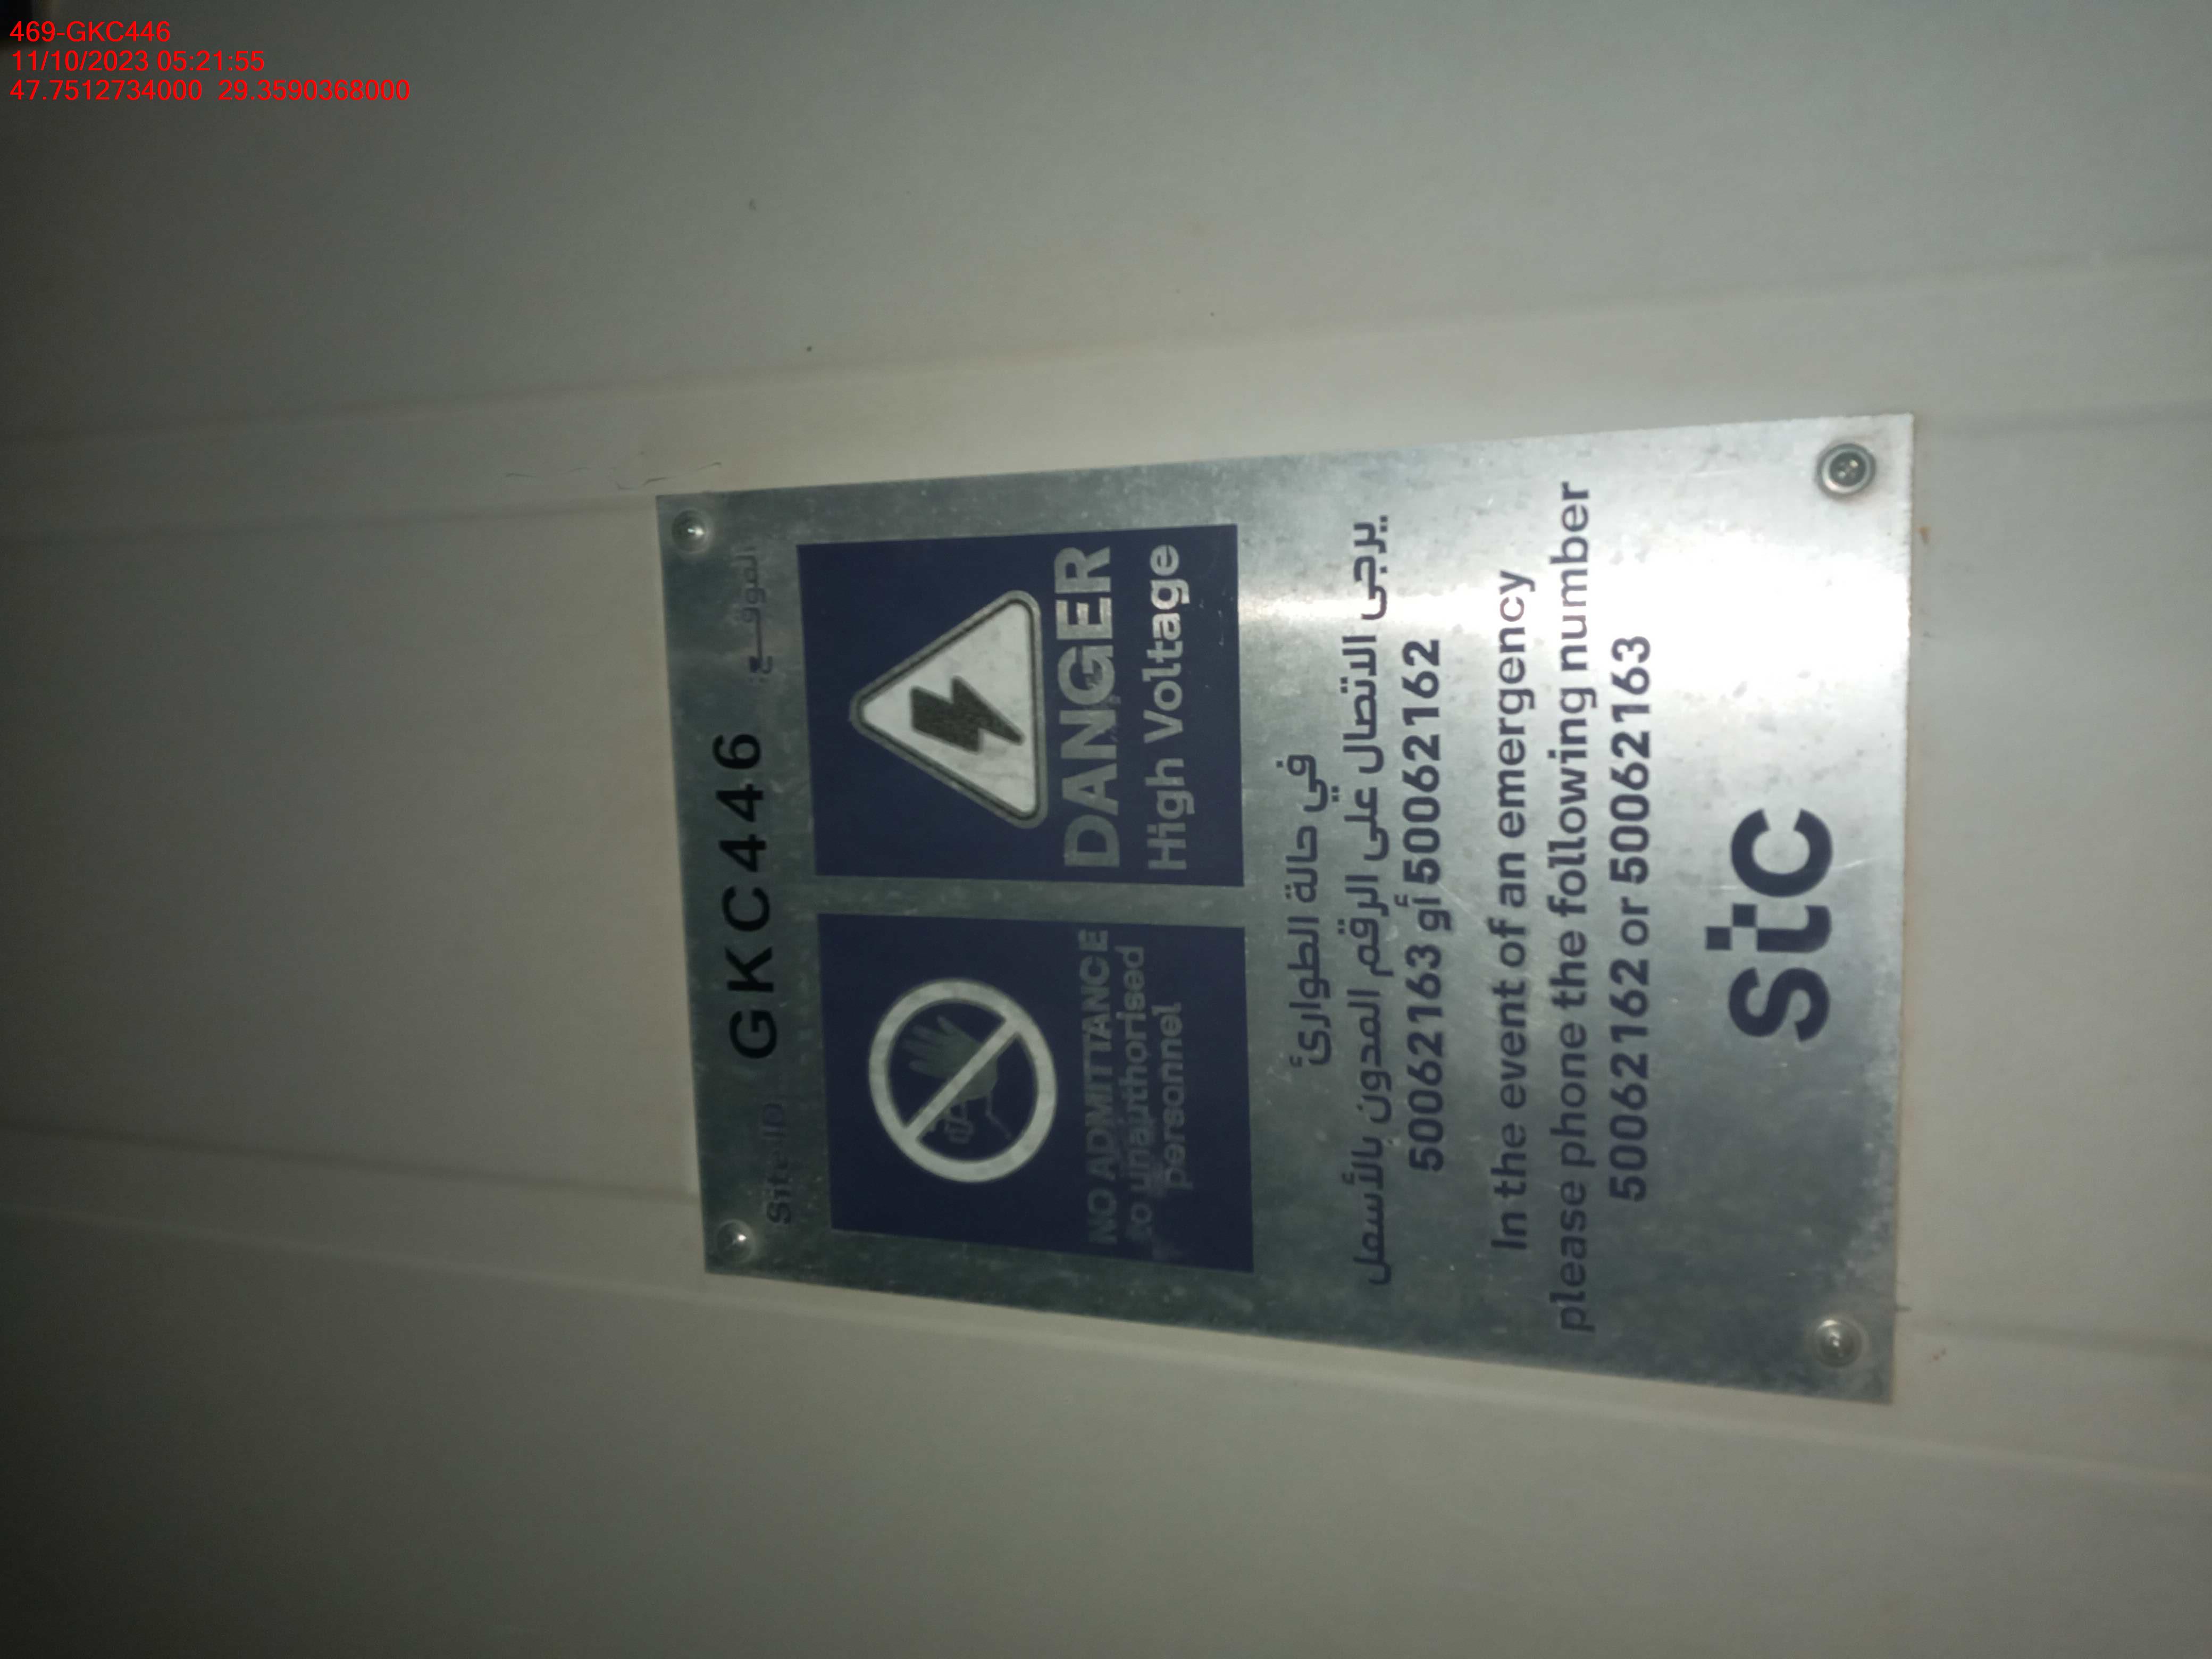 469-GKC446
11/10/2023 05:21:55
47.7512734000 29.3590368000
Site ID: GKC446 الموقــــع:
NO ADMITTANCE
to unauthorised
personnel
DANGER
High Voltage
في حالة الطوارئ
يرجى الاتصال على الرقم المدون بالأسفل
50062163 أو 50062162
In the event of an emergency
please phone the following number
50062162 or 50062163
stc